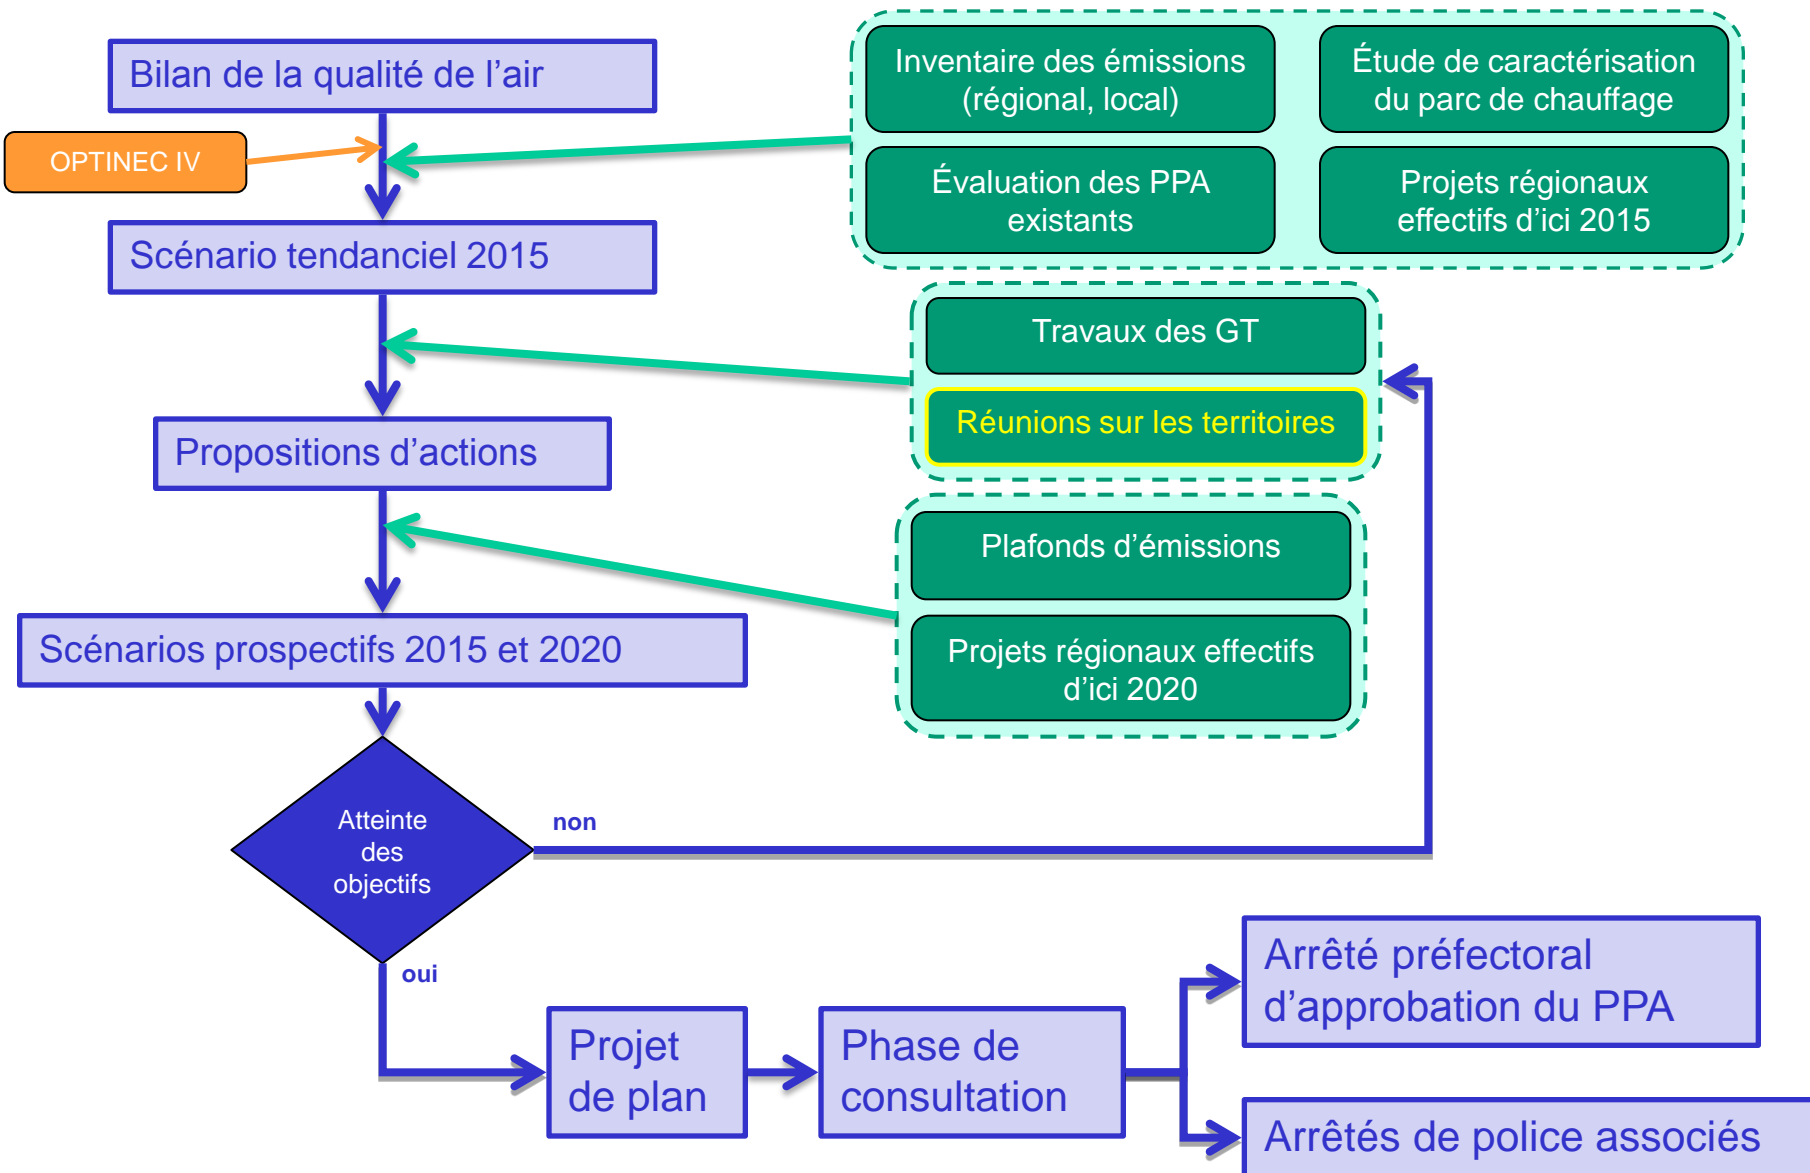 Bilan de la qualité de l’air
OPTINEC IV
Inventaire des émissions
(régional, local)
Étude de caractérisation
du parc de chauffage
Évaluation des PPA
existants
Projets régionaux
effectifs d’ici 2015
Scénario tendanciel 2015
Travaux des GT
Réunions sur les territoires
Propositions d’actions
Plafonds d’émissions
Projets régionaux effectifs
d’ici 2020
Scénarios prospectifs 2015 et 2020
Atteinte
des
objectifs
non
oui
Projet
de plan
Phase de
consultation
Arrêté préfectoral
d’approbation du PPA
Arrêtés de police associés